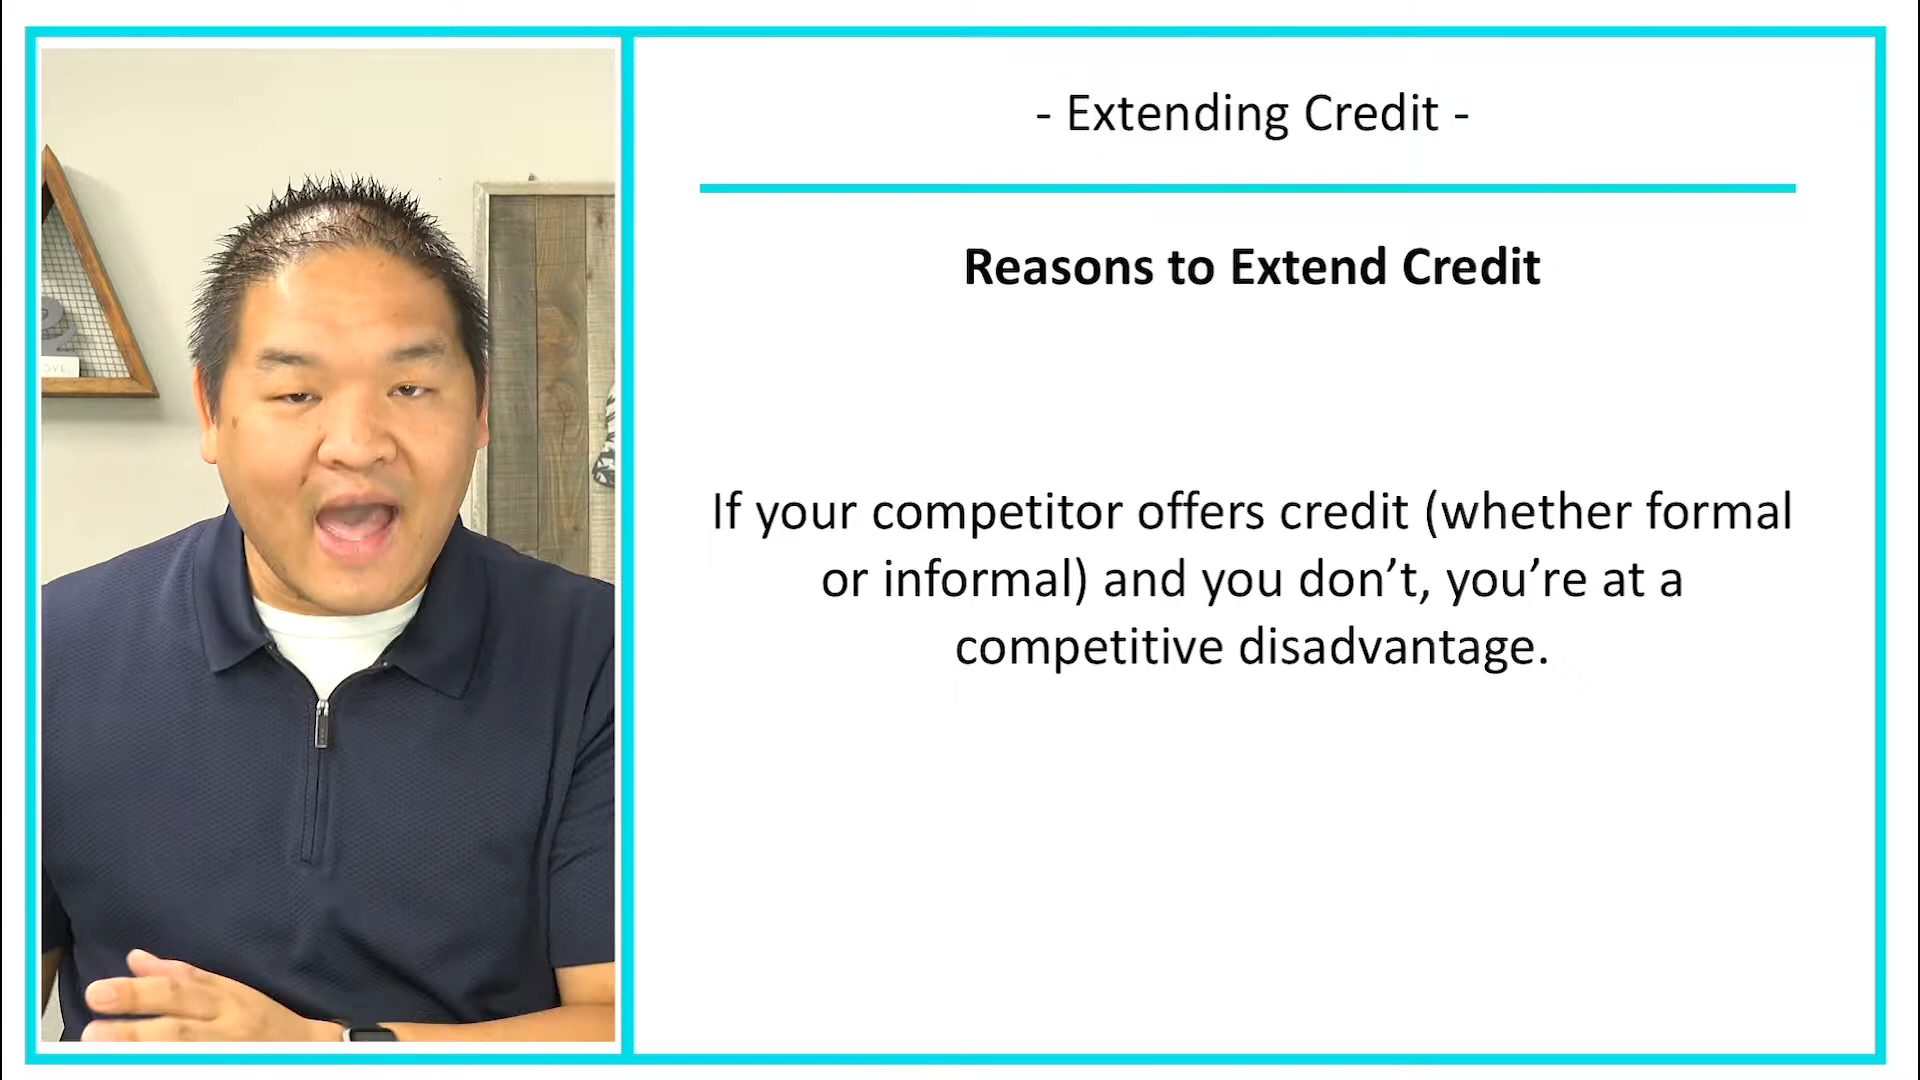 - Extending Credit -
Reasons to Extend Credit
If your competitor offers credit (whether formal
or informal) and you don’t, you’re at a
competitive disadvantage.